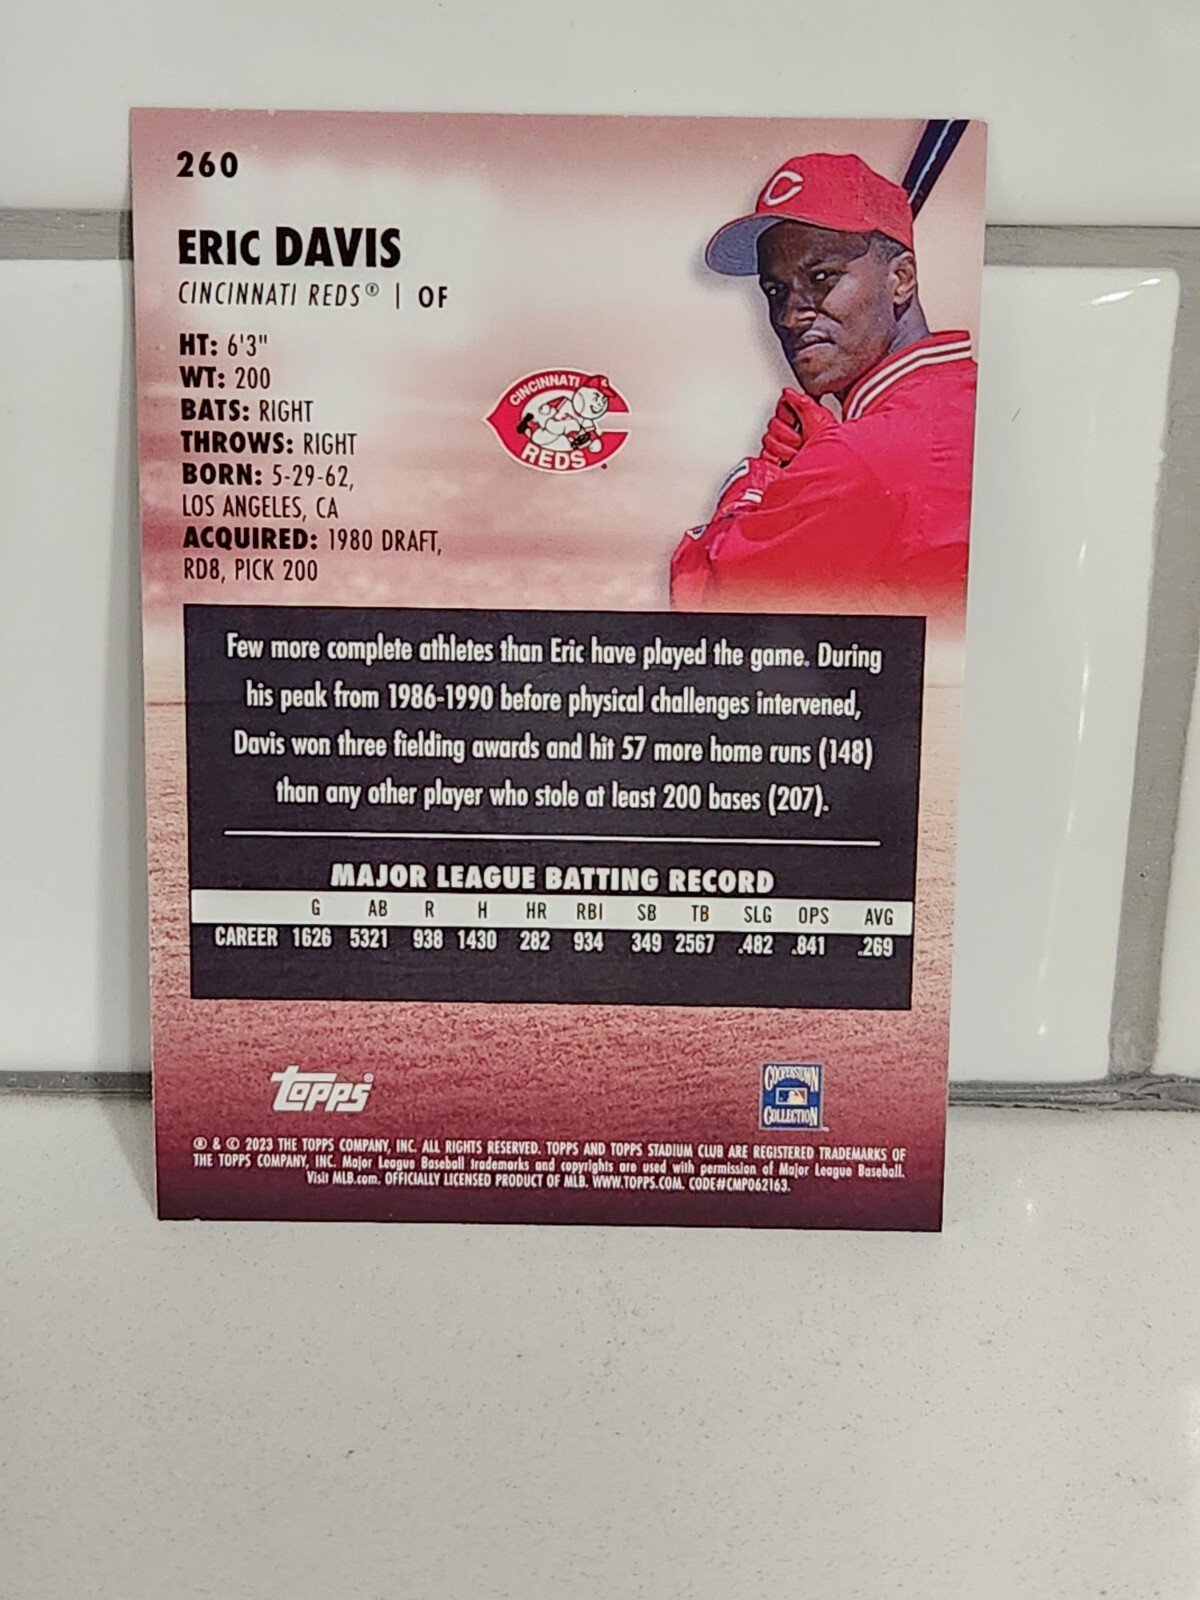 260
ERIC DAVIS
CINCINNATI REDS® | OF
HT: 6'3"
WT: 200
BATS: RIGHT
THROWS: RIGHT
BORN: 5-29-62,
LOS ANGELES, CA
ACQUIRED: 1980 DRAFT,
RD8, PICK 200
C
CINCINNATI
REDS
Few more complete athletes than Eric have played the game. During
his peak from 1986-1990 before physical challenges intervened,
Davis won three fielding awards and hit 57 more home runs (148)
than any other player who stole at least 200 bases (207).
MAJOR LEAGUE BATTING RECORD
G AB R H HR RBI SB TB SLG OPS AVG
CAREER 1626 5321 938 1430 282 934 349 2567 .482 .841 .269
topps®
COOPERSTOWN
COLLECTION™
® & © 2023 THE TOPPS COMPANY, INC. ALL RIGHTS RESERVED. TOPPS AND TOPPS STADIUM CLUB ARE REGISTERED TRADEMARKS OF
THE TOPPS COMPANY, INC. Major League Baseball trademarks and copyrights are used with permission of Major League Baseball.
Visit MLB.com. OFFICIALLY LICENSED PRODUCT OF MLB. WWW.TOPPS.COM. CODE#CMP062163.